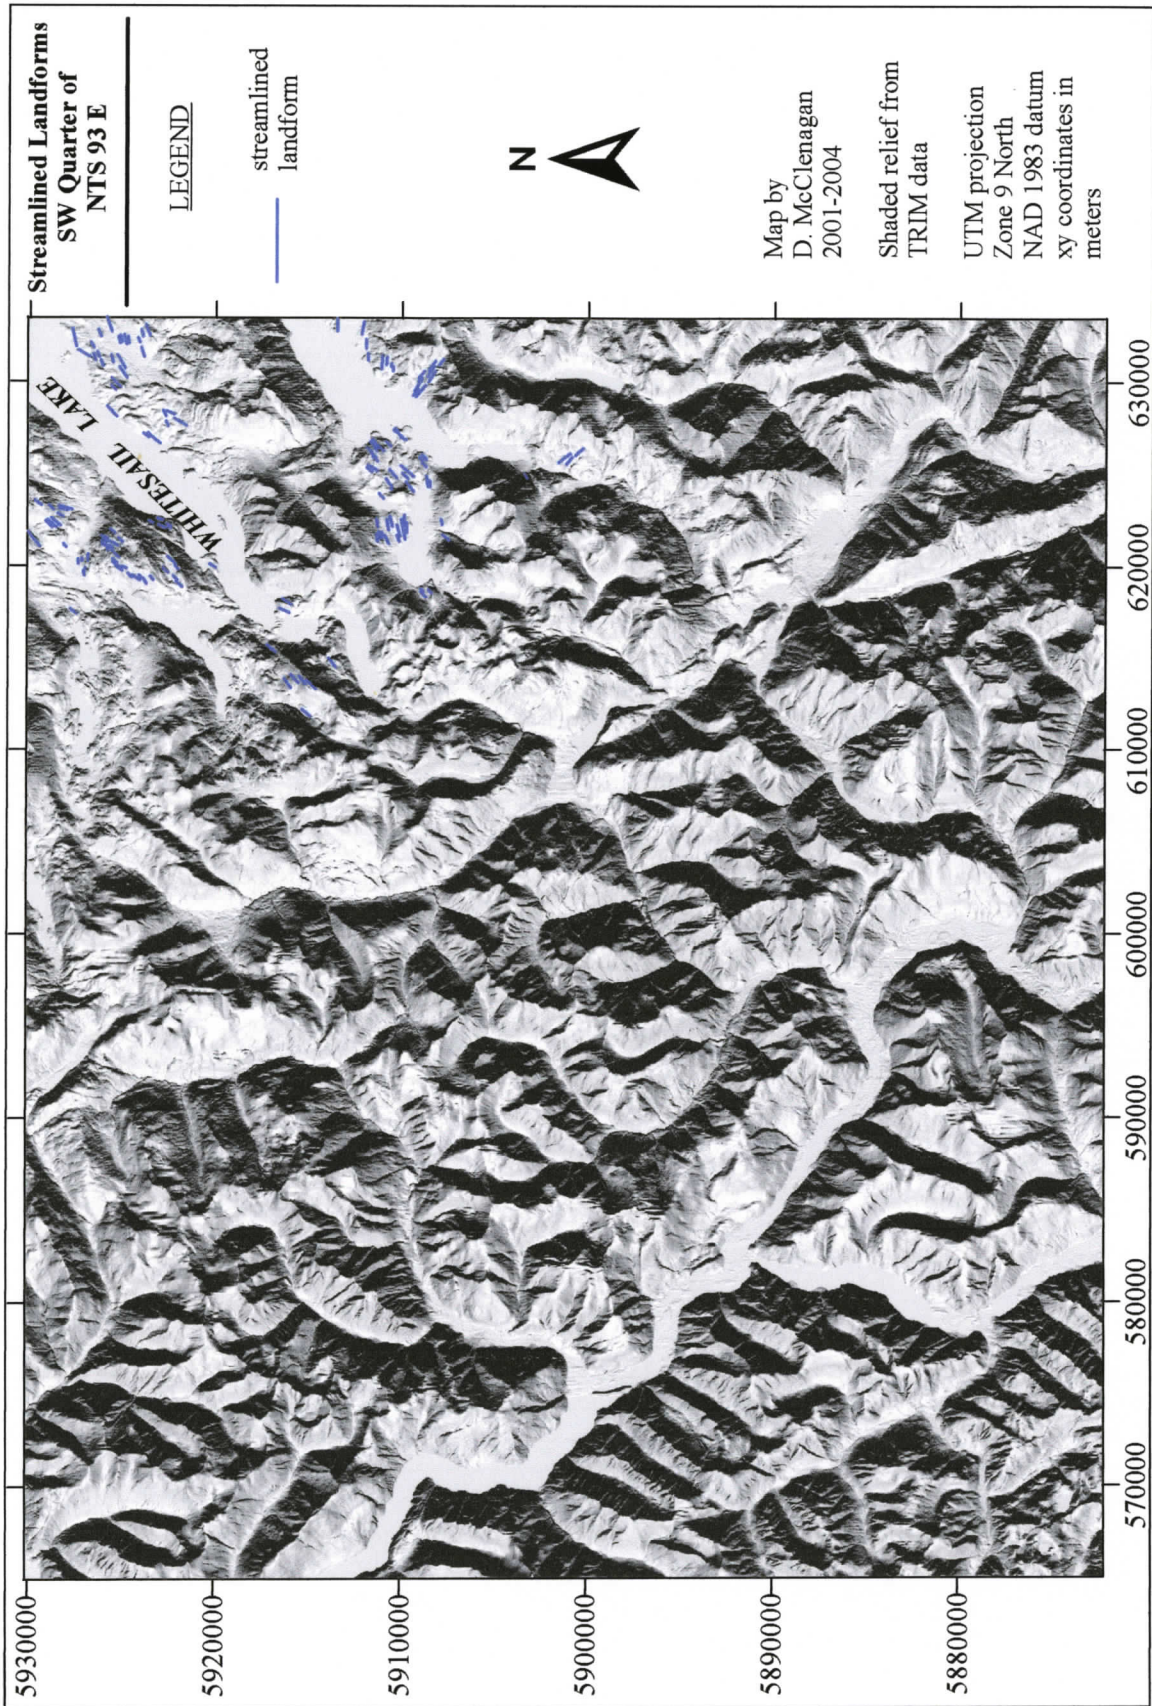 Streamlined Landforms
SW Quarter of
NTS 93 E
LEGEND
streamlined
landform
N
Map by
D. McClenagan
2001-2004
Shaded relief from
TRIM data
UTM projection
Zone 9 North
NAD 1983 datum
xy coordinates in
meters
WHITESAIL LAKE
5930000
5920000
5910000
5900000
5890000
5880000
570000
580000
590000
600000
610000
620000
630000